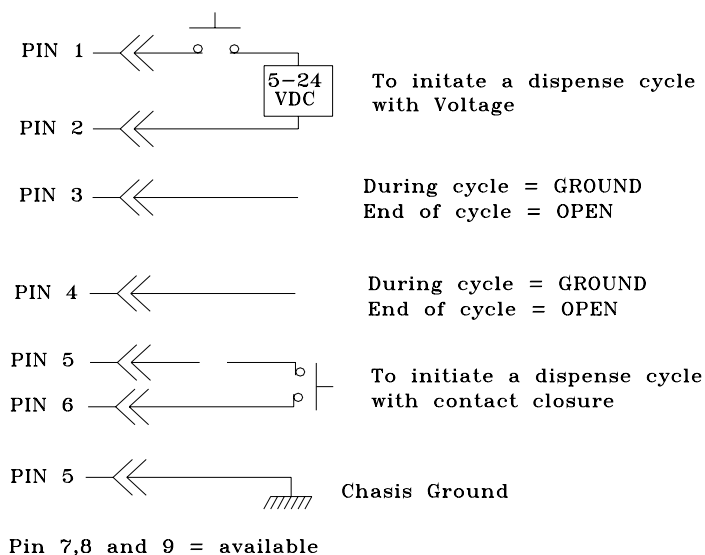 PIN 1
5-24
VDC
To initate a dispense cycle
with Voltage
PIN 2
PIN 3
During cycle = GROUND
End of cycle = OPEN
PIN 4
During cycle = GROUND
End of cycle = OPEN
PIN 5
PIN 6
To initiate a dispense cycle
with contact closure
PIN 5
Chasis Ground
Pin 7,8 and 9 = available